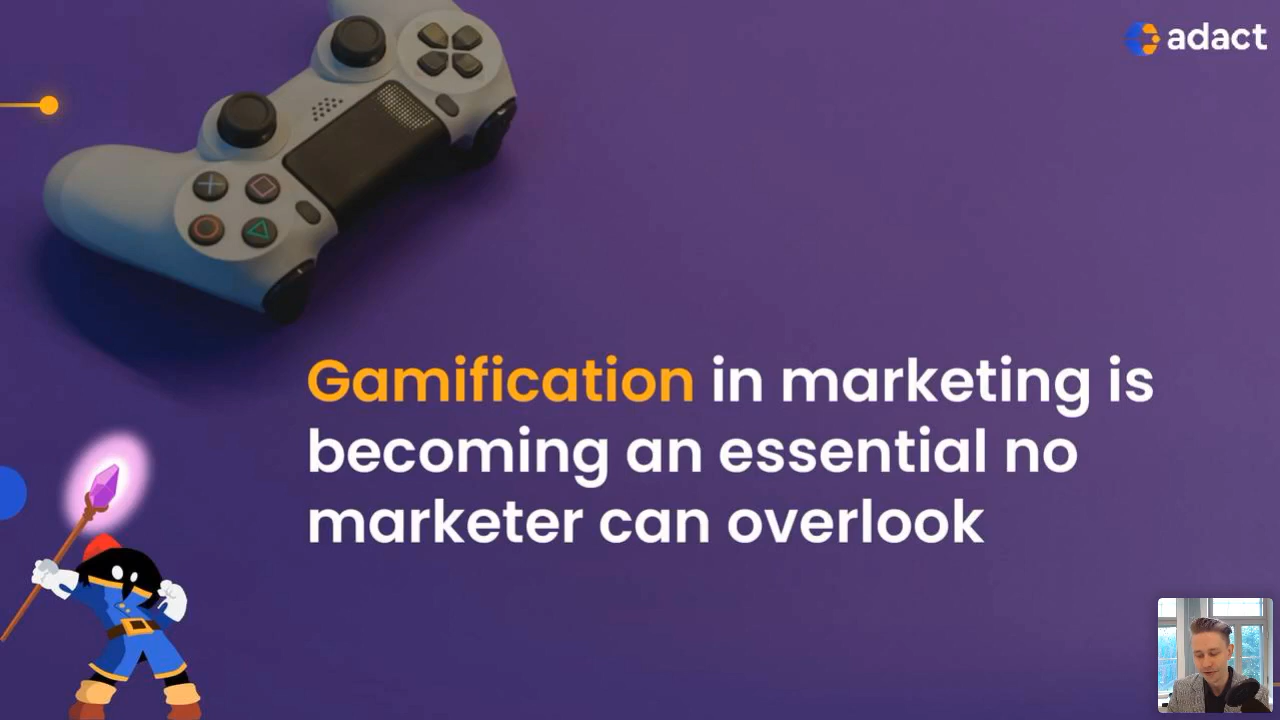 adact
Gamification in marketing is
becoming an essential no
marketer can overlook